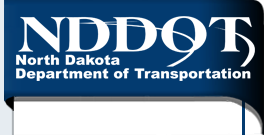 NDDOT
North Dakota
Department of Transportation